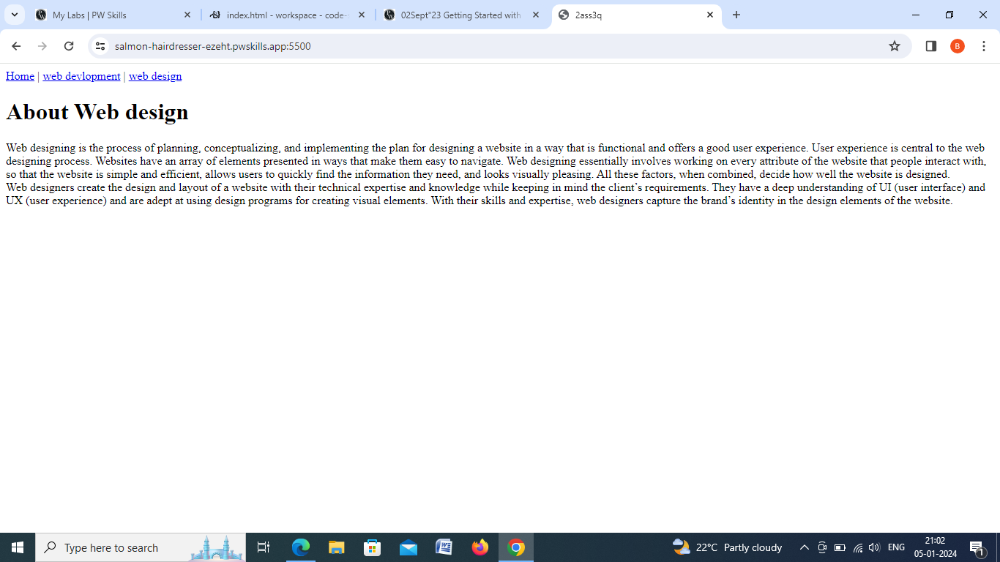 My Labs | PW Skills
index.html - workspace - code-
02Sept"23 Getting Started with
2ass3q
salmon-hairdresser-ezeht.pwskills.app:5500
B
Home | web devlopment | web design
About Web design
Web designing is the process of planning, conceptualizing, and implementing the plan for designing a website in a way that is functional and offers a good user experience. User experience is central to the web
designing process. Websites have an array of elements presented in ways that make them easy to navigate. Web designing essentially involves working on every attribute of the website that people interact with,
so that the website is simple and efficient, allows users to quickly find the information they need, and looks visually pleasing. All these factors, when combined, decide how well the website is designed.
Web designers create the design and layout of a website with their technical expertise and knowledge while keeping in mind the client’s requirements. They have a deep understanding of UI (user interface) and
UX (user experience) and are adept at using design programs for creating visual elements. With their skills and expertise, web designers capture the brand’s identity in the design elements of the website.
Type here to search
22°C Partly cloudy
ENG
21:02
05-01-2024
1